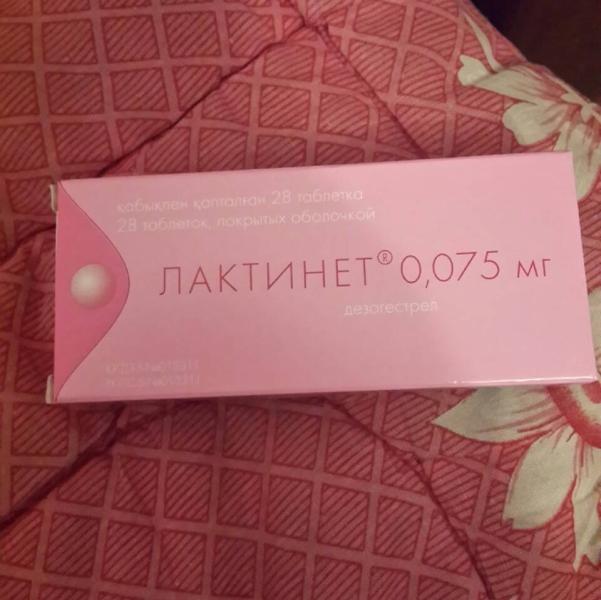 қабықпен қапталған 28 таблетка
28 таблеток, покрытых оболочкой
ЛАКТИНЕТ® 0,075 мг
дезогестрел